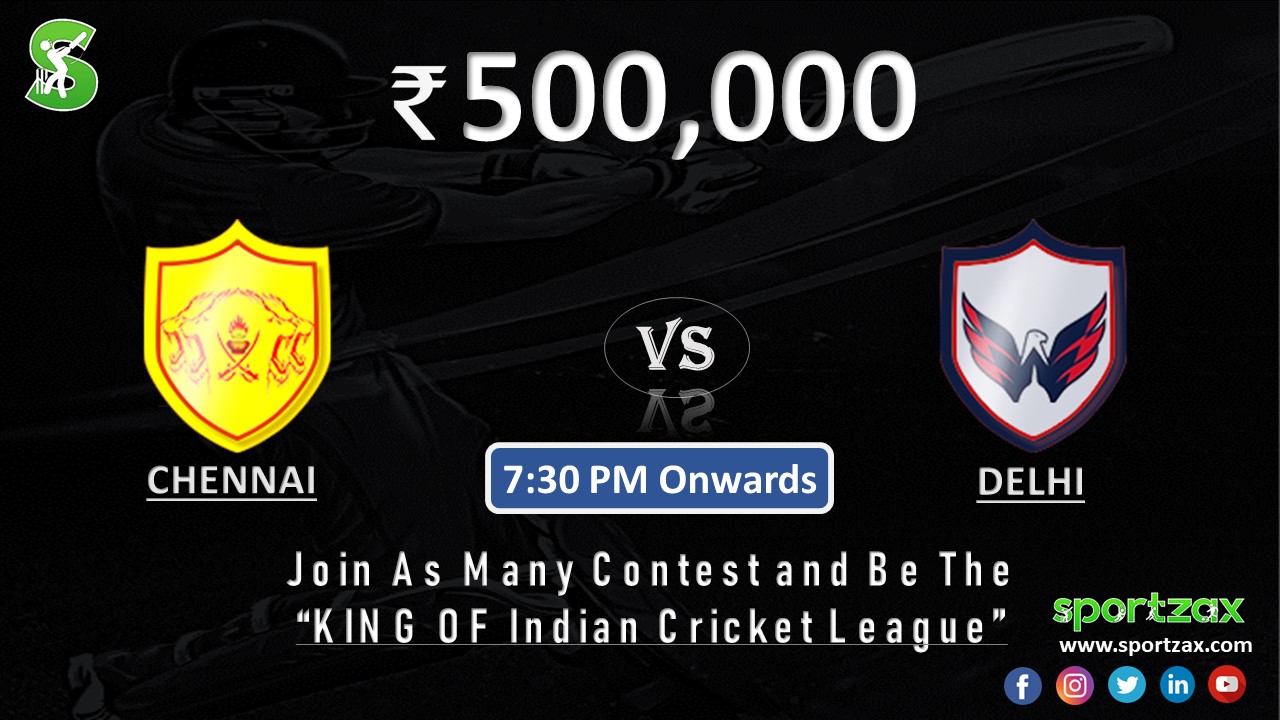 ₹500,000
VS
CHENNAI
7:30 PM Onwards
DELHI
Join As Many Contest and Be The
“KING OF Indian Cricket League”
sportzax
www.sportzax.com